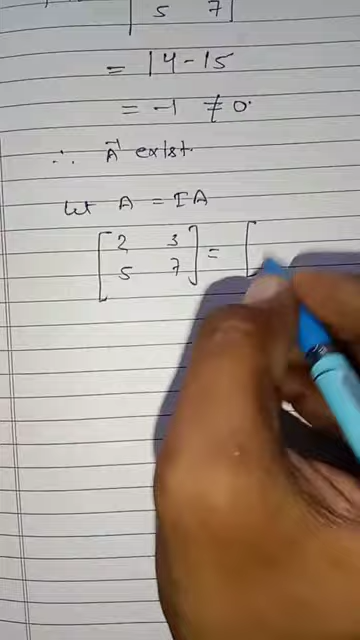 5 7
= 14 - 15
= -1 ≠ 0.
∴ A⁻¹ exist.
let A = IA
[2 3
5 7] = [